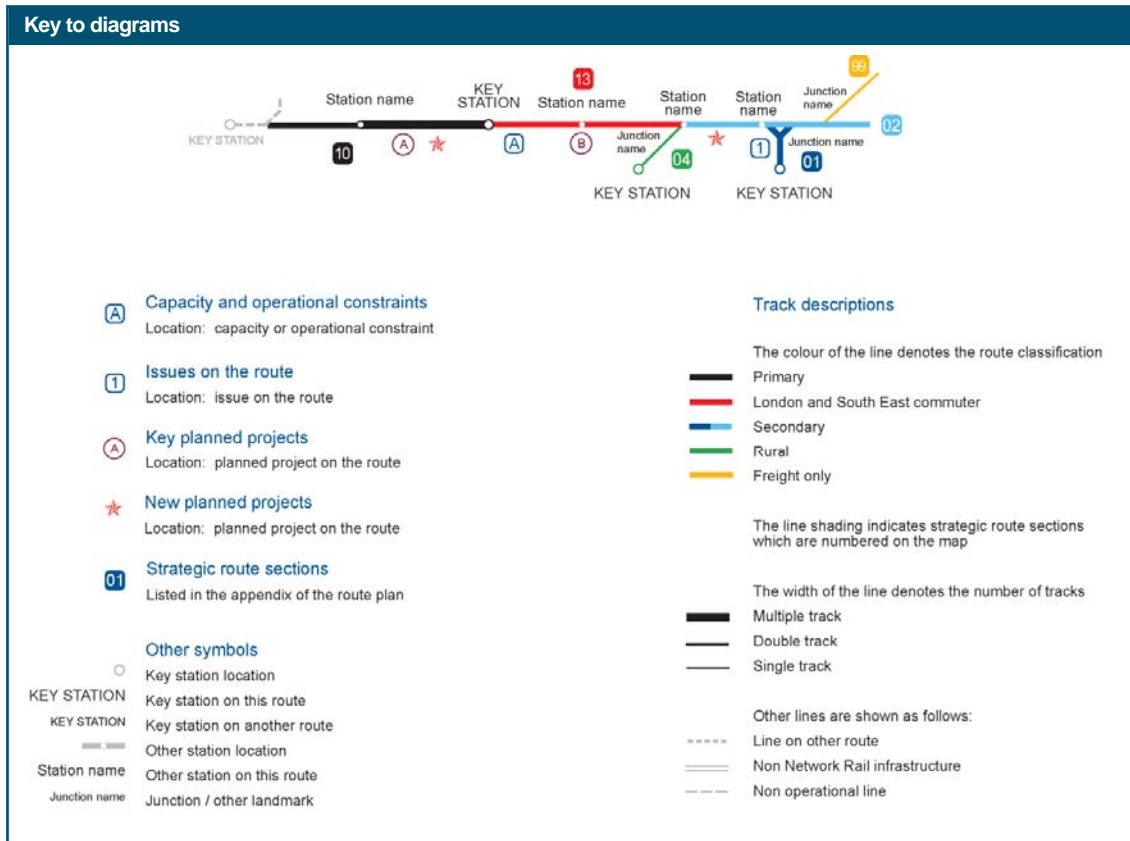 Key to diagrams
99
13
KEY
STATION
Station name
Station name
Station
name
Station
name
Junction
name
02
KEY STATION
10
A
A
B
Junction
name
04
1
Junction name
01
KEY STATION
KEY STATION
A
Capacity and operational constraints
Location: capacity or operational constraint
1
Issues on the route
Location: issue on the route
A
Key planned projects
Location: planned project on the route
New planned projects
Location: planned project on the route
01
Strategic route sections
Listed in the appendix of the route plan
Other symbols
Key station location
KEY STATION Key station on this route
KEY STATION Key station on another route
Other station location
Station name Other station on this route
Junction name Junction / other landmark
Track descriptions
The colour of the line denotes the route classification
Primary
London and South East commuter
Secondary
Rural
Freight only
The line shading indicates strategic route sections
which are numbered on the map
The width of the line denotes the number of tracks
Multiple track
Double track
Single track
Other lines are shown as follows:
Line on other route
Non Network Rail infrastructure
Non operational line